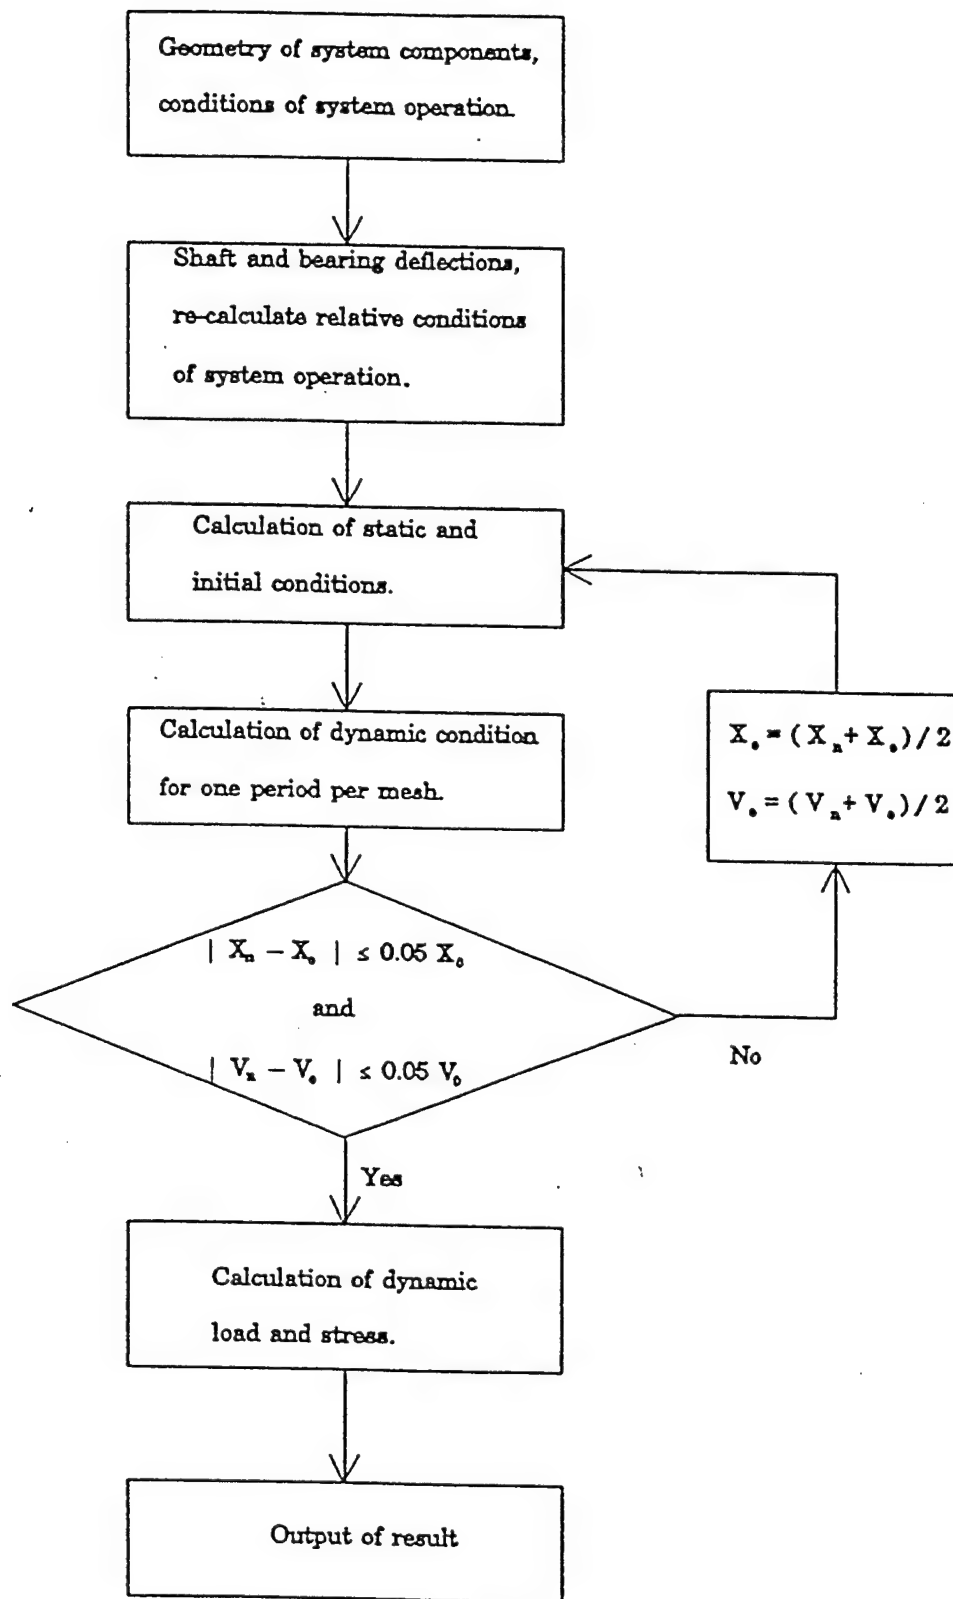 Geometry of system components,
conditions of system operation.
Shaft and bearing deflections,
re-calculate relative conditions
of system operation.
Calculation of static and
initial conditions.
Calculation of dynamic condition
for one period per mesh.
X₀ = (Xₙ + X₀) / 2
V₀ = (Vₙ + V₀) / 2
| Xₙ − X₀ | ≤ 0.05 X₀
and
| Vₙ − V₀ | ≤ 0.05 V₀
No
Yes
Calculation of dynamic
load and stress.
Output of result